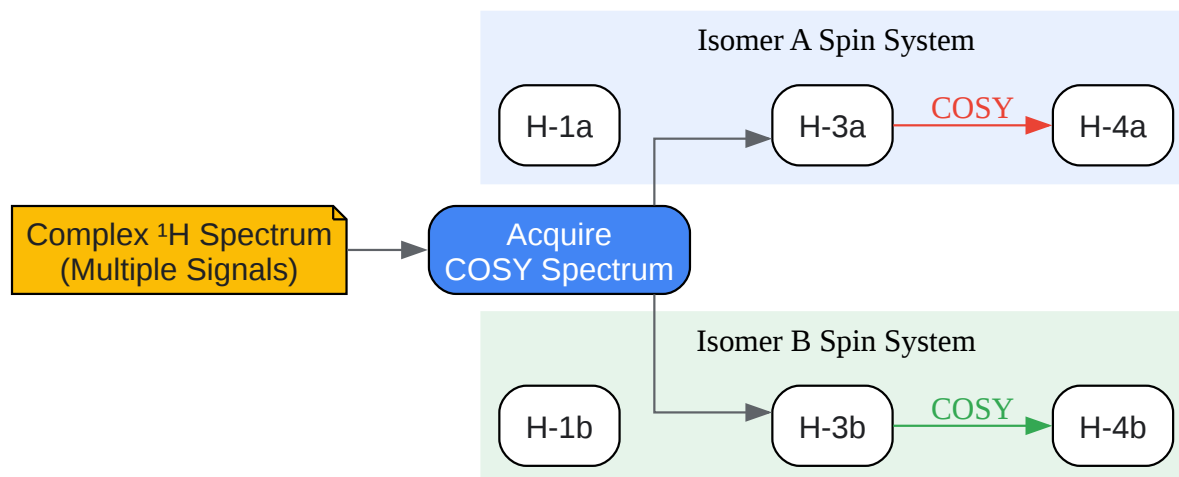 Isomer A Spin System
H-1a
H-3a
COSY
H-4a
Complex ¹H Spectrum
(Multiple Signals)
Acquire
COSY Spectrum
Isomer B Spin System
H-1b
H-3b
COSY
H-4b